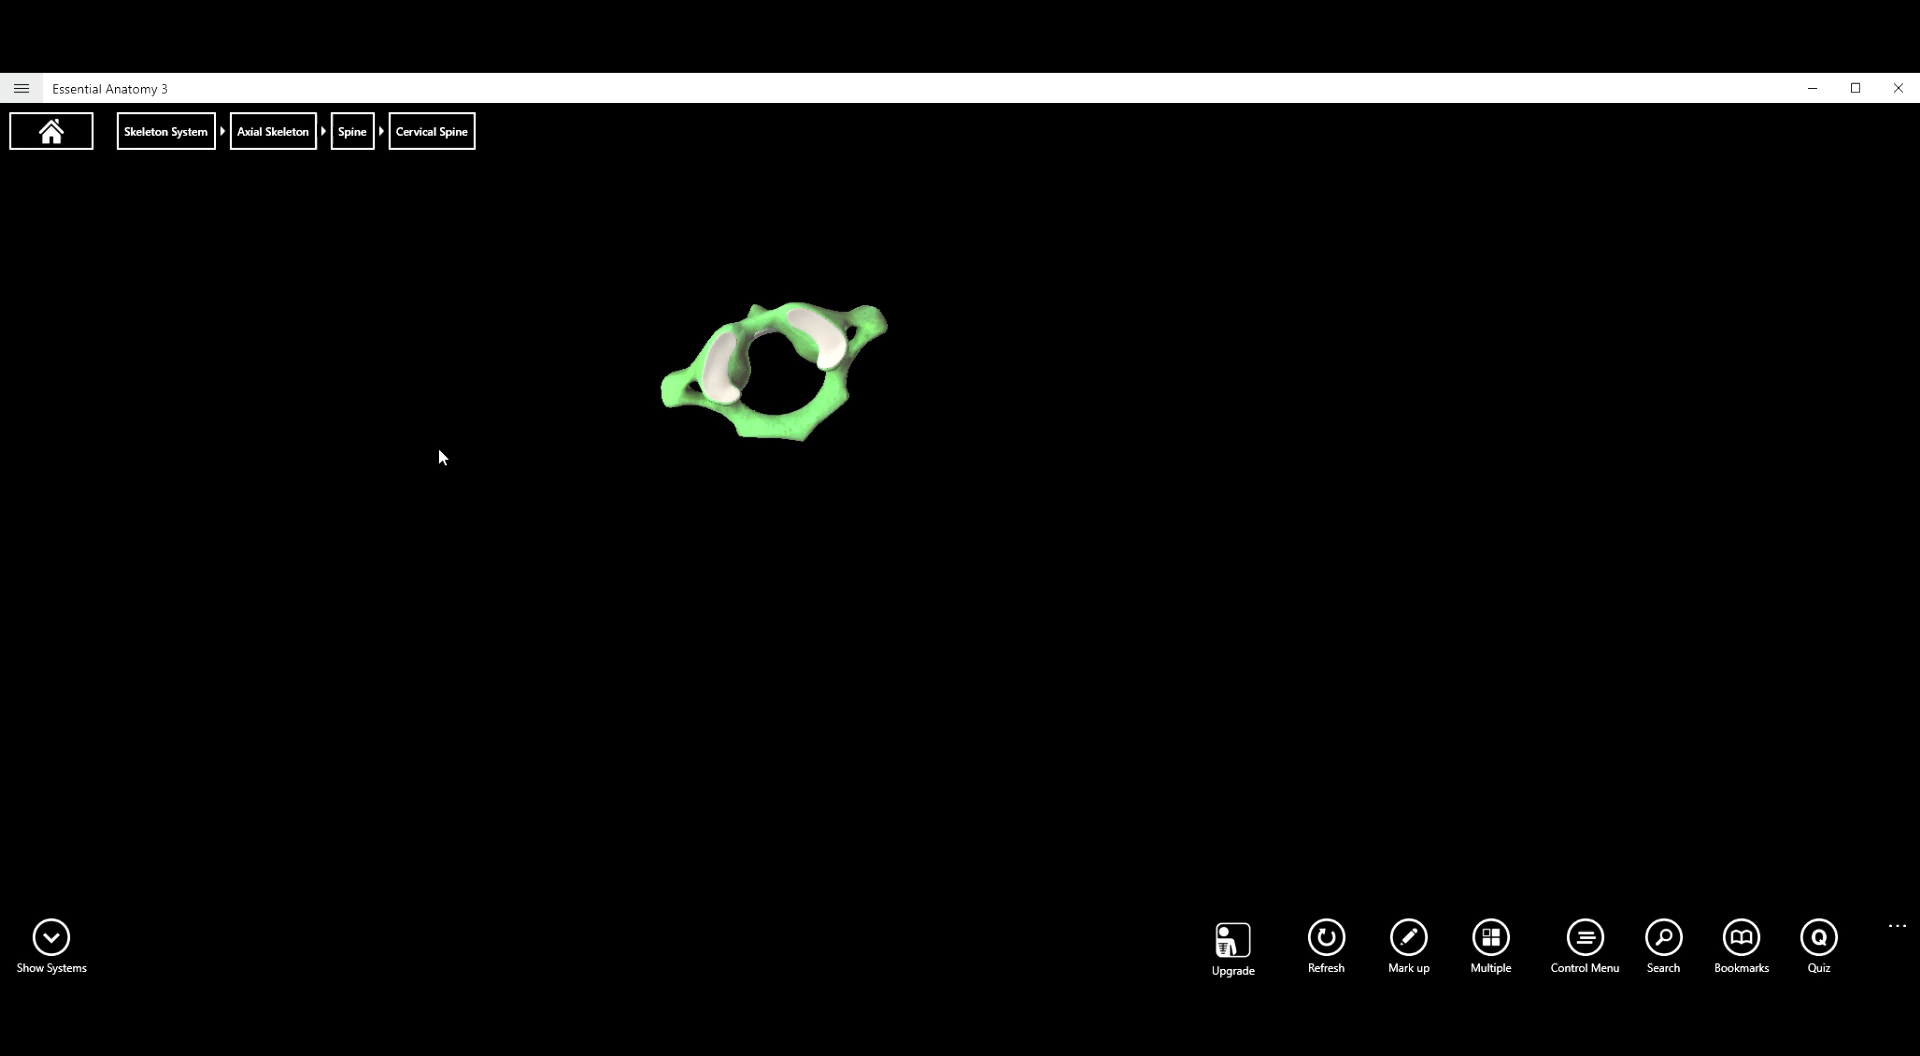 Essential Anatomy 3
Skeleton System
Axial Skeleton
Spine
Cervical Spine
Show Systems
Upgrade
Refresh
Mark up
Multiple
Control Menu
Search
Bookmarks
Q
Quiz
...